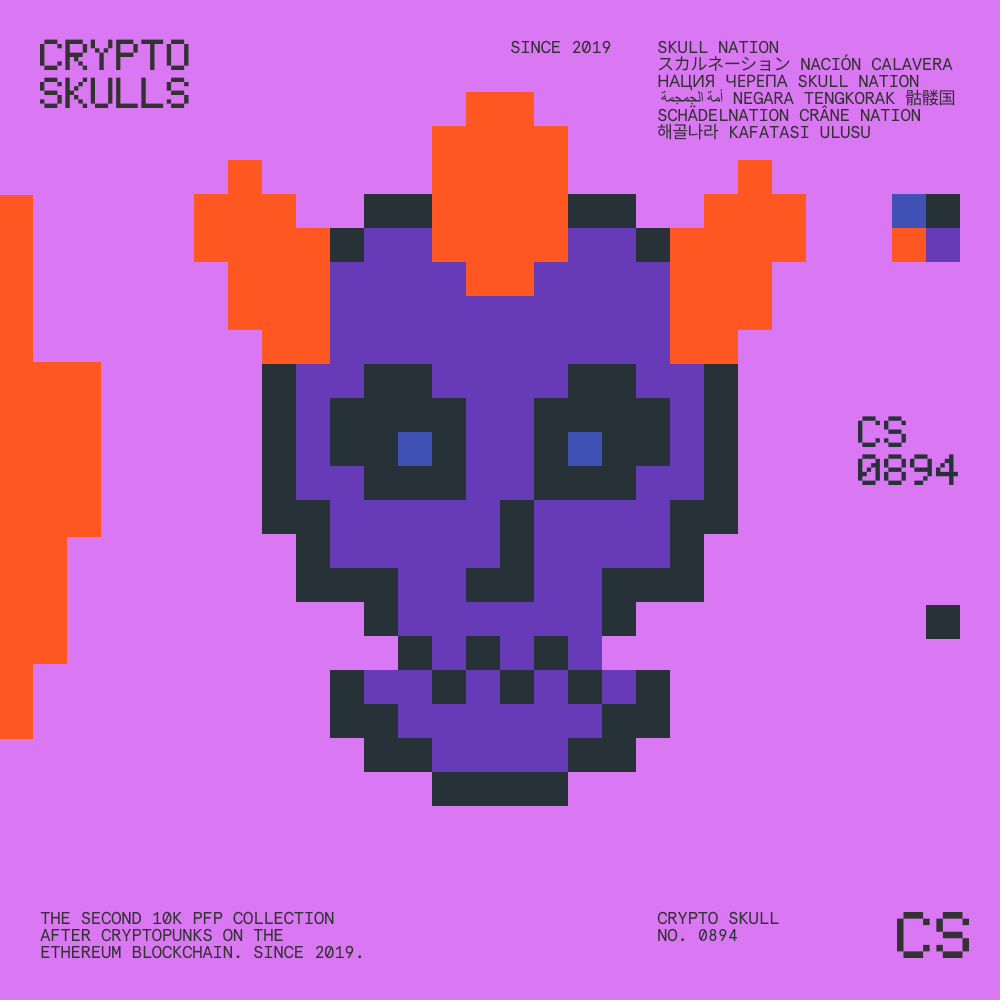 CRYPTO
SKULLS
SINCE 2019
SKULL NATION
スカルネーション NACIÓN CALAVERA
НАЦИЯ ЧЕРЕПА SKULL NATION
أمة الجمجمة NEGARA TENGKORAK 骷髅国
SCHÄDELNATION CRÂNE NATION
해골나라 KAFATASI ULUSU
CS
0894
THE SECOND 10K PFP COLLECTION
AFTER CRYPTOPUNKS ON THE
ETHEREUM BLOCKCHAIN. SINCE 2019.
CRYPTO SKULL
NO. 0894
CS